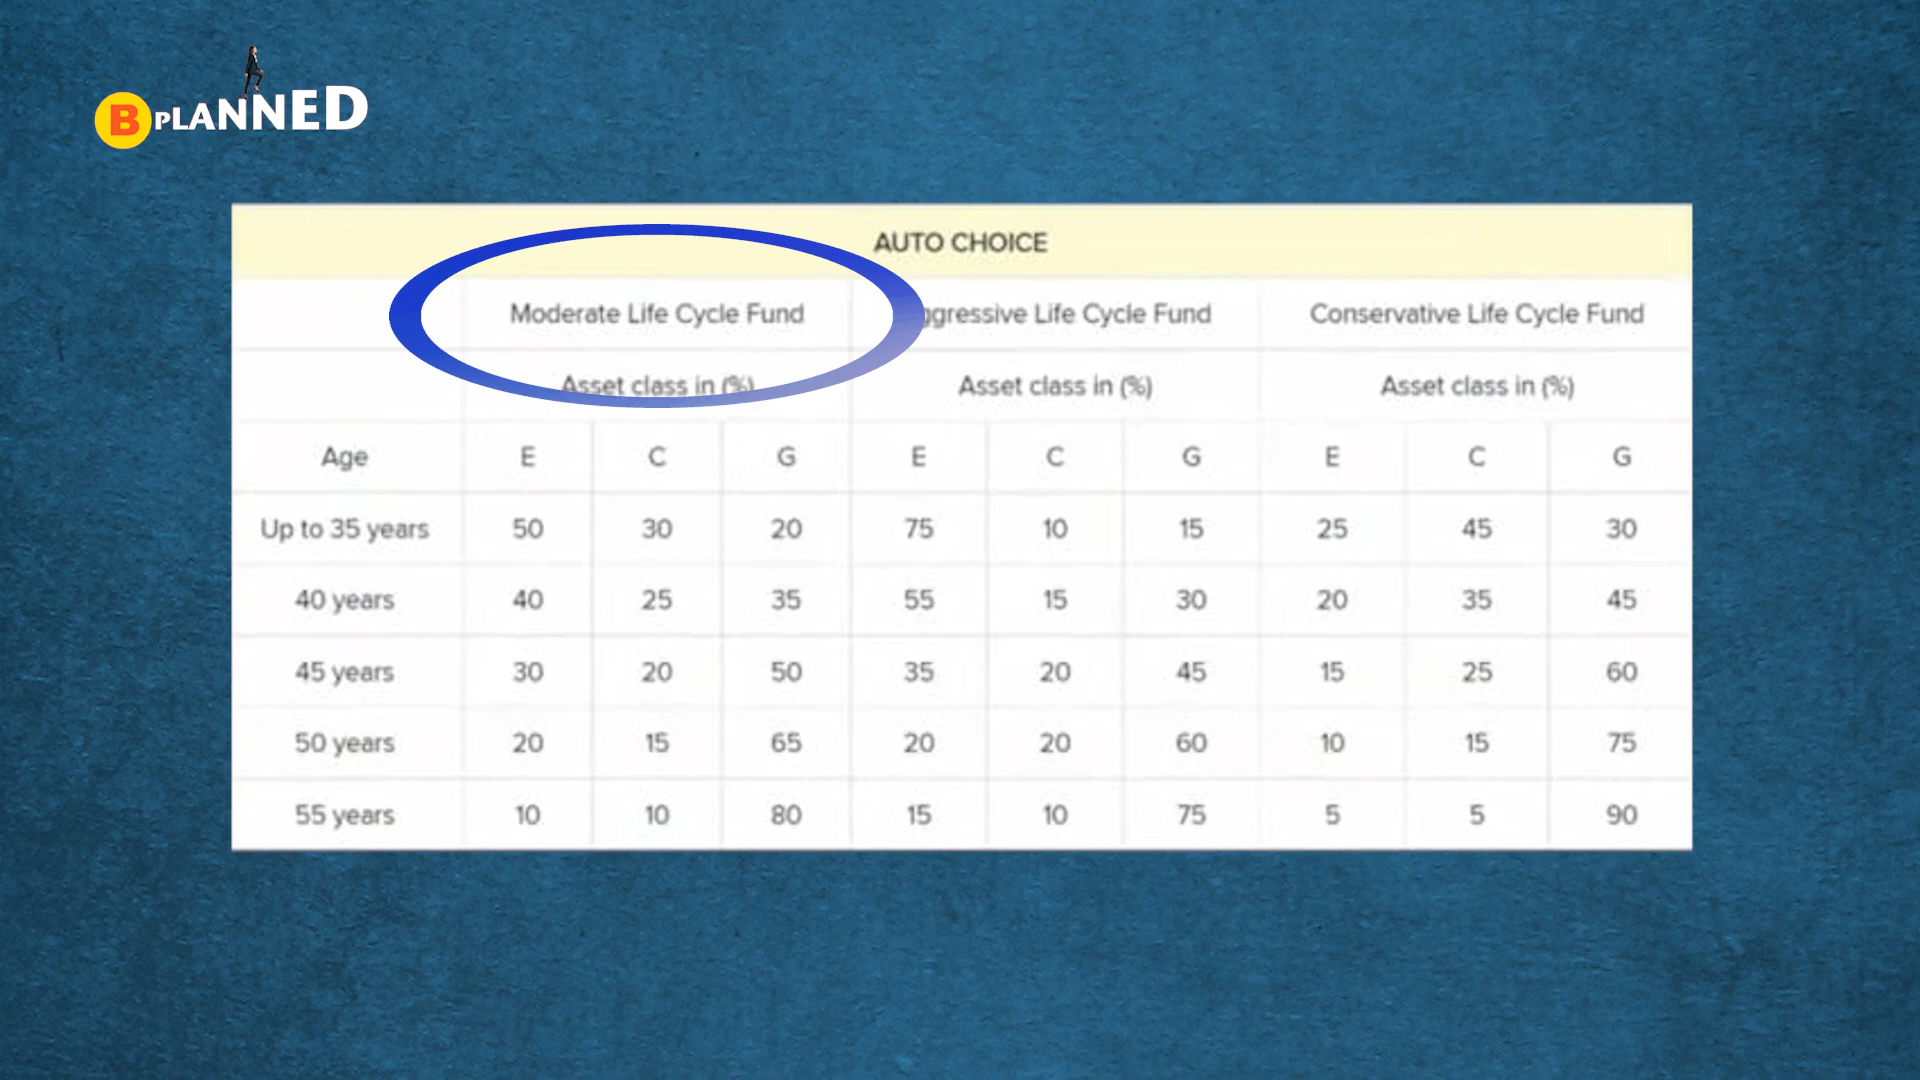 B PLANNED
AUTO CHOICE
Moderate Life Cycle Fund ggressive Life Cycle Fund Conservative Life Cycle Fund
Asset class in (%) Asset class in (%) Asset class in (%)
Age E C G E C G E C G
Up to 35 years 50 30 20 75 10 15 25 45 30
40 years 40 25 35 55 15 30 20 35 45
45 years 30 20 50 35 20 45 15 25 60
50 years 20 15 65 20 20 60 10 15 75
55 years 10 10 80 15 10 75 5 5 90